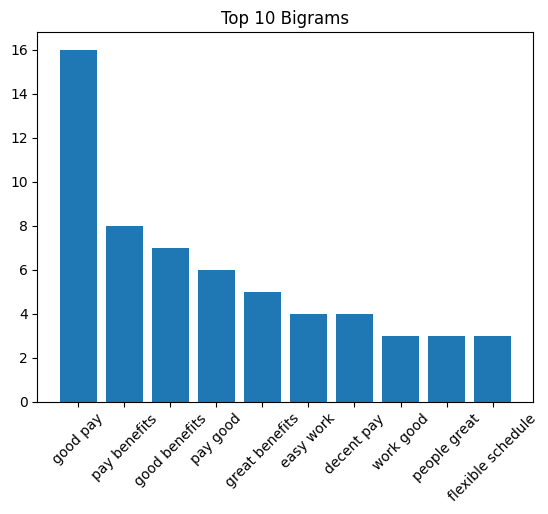 Top 10 Bigrams
16
14
12
10
8
6
4
2
0
good pay
pay benefits
good benefits
pay good
great benefits
easy work
decent pay
work good
people great
flexible schedule